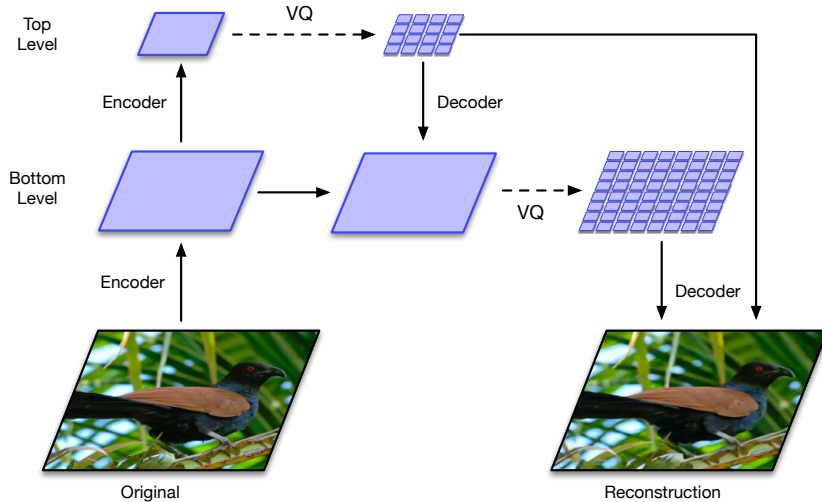 Top
Level
VQ
Encoder
Decoder
Bottom
Level
VQ
Encoder
Decoder
Original
Reconstruction